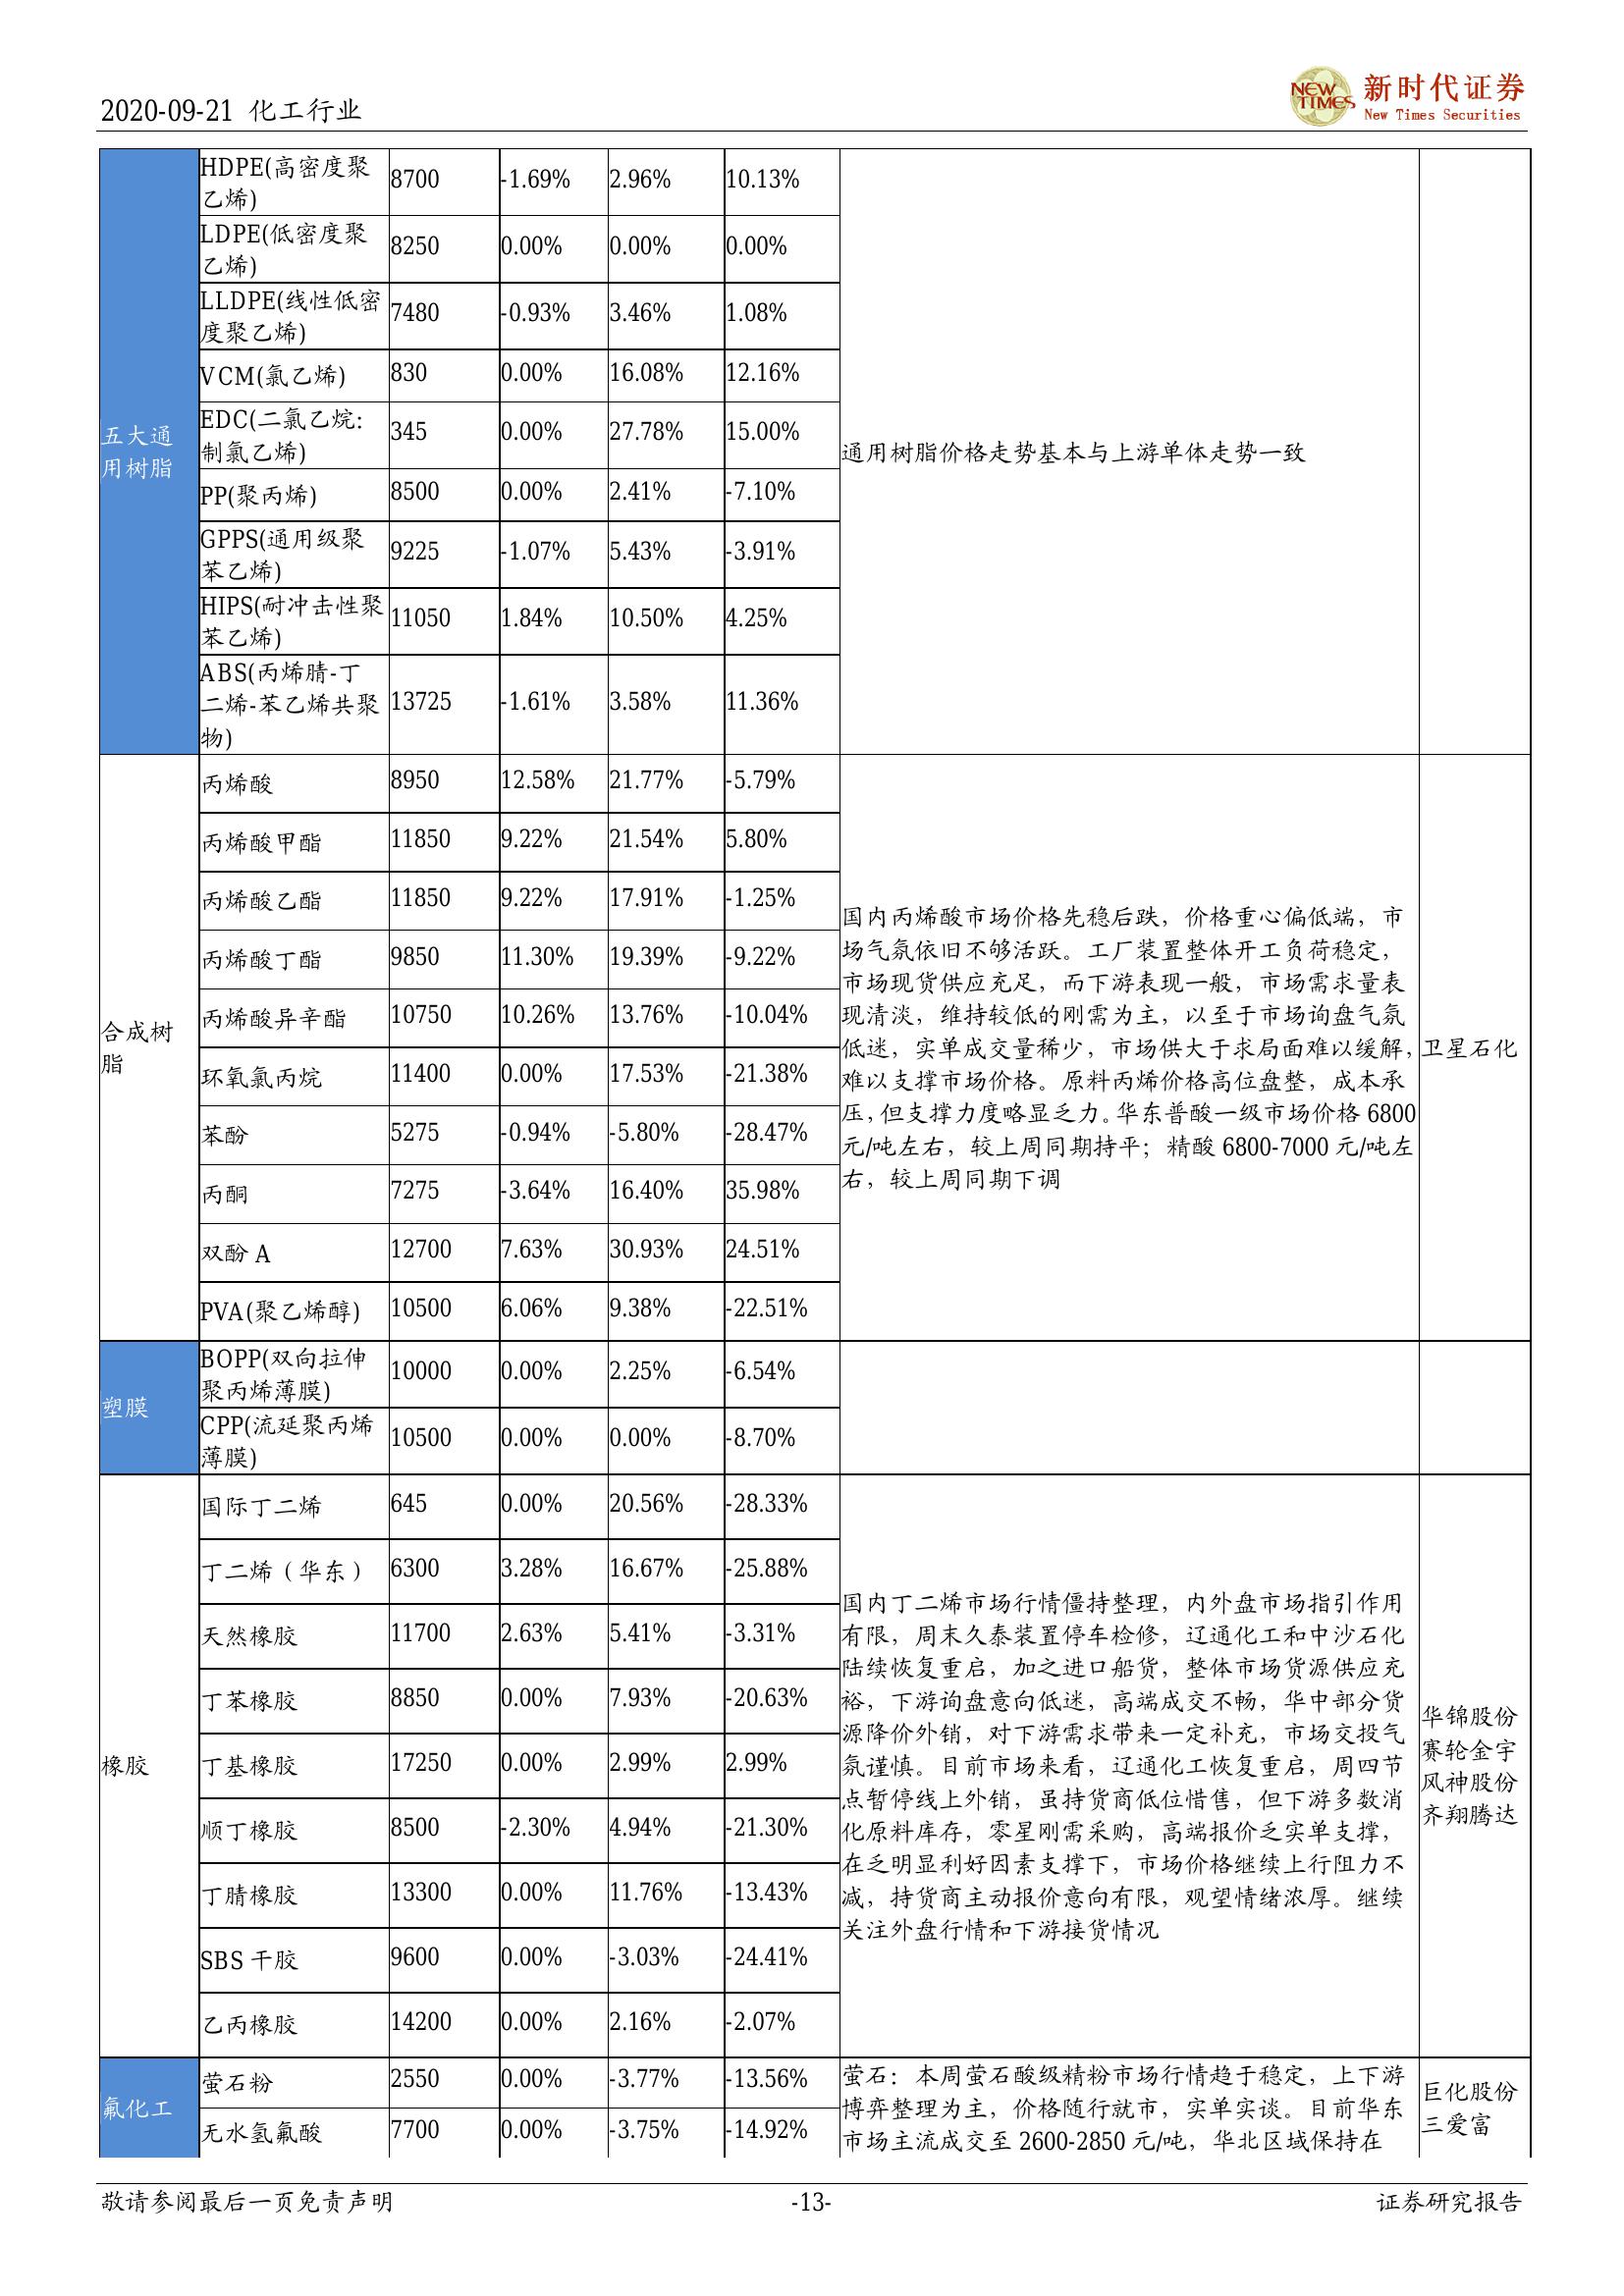 2020-09-21 化工行业
NEW TIMES
新时代证券
New Times Securities
五大通
用树脂
HDPE(高密度聚
乙烯)
8700 -1.69% 2.96% 10.13%
LDPE(低密度聚
乙烯)
8250 0.00% 0.00% 0.00%
LLDPE(线性低密
度聚乙烯)
7480 -0.93% 3.46% 1.08%
VCM(氯乙烯) 830 0.00% 16.08% 12.16%
EDC(二氯乙烷:
制氯乙烯)
345 0.00% 27.78% 15.00%
PP(聚丙烯) 8500 0.00% 2.41% -7.10%
GPPS(通用级聚
苯乙烯)
9225 -1.07% 5.43% -3.91%
HIPS(耐冲击性聚
苯乙烯)
11050 1.84% 10.50% 4.25%
ABS(丙烯腈-丁
二烯-苯乙烯共聚
物)
13725 -1.61% 3.58% 11.36%
通用树脂价格走势基本与上游单体走势一致
合成树
脂
丙烯酸 8950 12.58% 21.77% -5.79%
丙烯酸甲酯 11850 9.22% 21.54% 5.80%
丙烯酸乙酯 11850 9.22% 17.91% -1.25%
丙烯酸丁酯 9850 11.30% 19.39% -9.22%
丙烯酸异辛酯 10750 10.26% 13.76% -10.04%
环氧氯丙烷 11400 0.00% 17.53% -21.38%
苯酚 5275 -0.94% -5.80% -28.47%
丙酮 7275 -3.64% 16.40% 35.98%
双酚 A 12700 7.63% 30.93% 24.51%
PVA(聚乙烯醇) 10500 6.06% 9.38% -22.51%
国内丙烯酸市场价格先稳后跌，价格重心偏低端，市
场气氛依旧不够活跃。工厂装置整体开工负荷稳定，
市场现货供应充足，而下游表现一般，市场需求量表
现清淡，维持较低的刚需为主，以至于市场询盘气氛
低迷，实单成交量稀少，市场供大于求局面难以缓解，
难以支撑市场价格。原料丙烯价格高位盘整，成本承
压，但支撑力度略显乏力。华东普酸一级市场价格 6800
元/吨左右，较上周同期持平；精酸 6800-7000 元/吨左
右，较上周同期下调
卫星石化
塑膜
BOPP(双向拉伸
聚丙烯薄膜)
10000 0.00% 2.25% -6.54%
CPP(流延聚丙烯
薄膜)
10500 0.00% 0.00% -8.70%
橡胶
国际丁二烯 645 0.00% 20.56% -28.33%
丁二烯（华东） 6300 3.28% 16.67% -25.88%
天然橡胶 11700 2.63% 5.41% -3.31%
丁苯橡胶 8850 0.00% 7.93% -20.63%
丁基橡胶 17250 0.00% 2.99% 2.99%
顺丁橡胶 8500 -2.30% 4.94% -21.30%
丁腈橡胶 13300 0.00% 11.76% -13.43%
SBS 干胶 9600 0.00% -3.03% -24.41%
乙丙橡胶 14200 0.00% 2.16% -2.07%
国内丁二烯市场行情僵持整理，内外盘市场指引作用
有限，周末久泰装置停车检修，辽通化工和中沙石化
陆续恢复重启，加之进口船货，整体市场货源供应充
裕，下游询盘意向低迷，高端成交不畅，华中部分货
源降价外销，对下游需求带来一定补充，市场交投气
氛谨慎。目前市场来看，辽通化工恢复重启，周四节
点暂停线上外销，虽持货商低位惜售，但下游多数消
化原料库存，零星刚需采购，高端报价乏实单支撑，
在乏明显利好因素支撑下，市场价格继续上行阻力不
减，持货商主动报价意向有限，观望情绪浓厚。继续
关注外盘行情和下游接货情况
华锦股份
赛轮金宇
风神股份
齐翔腾达
氟化工
萤石粉 2550 0.00% -3.77% -13.56%
无水氢氟酸 7700 0.00% -3.75% -14.92%
萤石：本周萤石酸级精粉市场行情趋于稳定，上下游
博弈整理为主，价格随行就市，实单实谈。目前华东
市场主流成交至 2600-2850 元/吨，华北区域保持在
巨化股份
三爱富
敬请参阅最后一页免责声明 -13- 证券研究报告